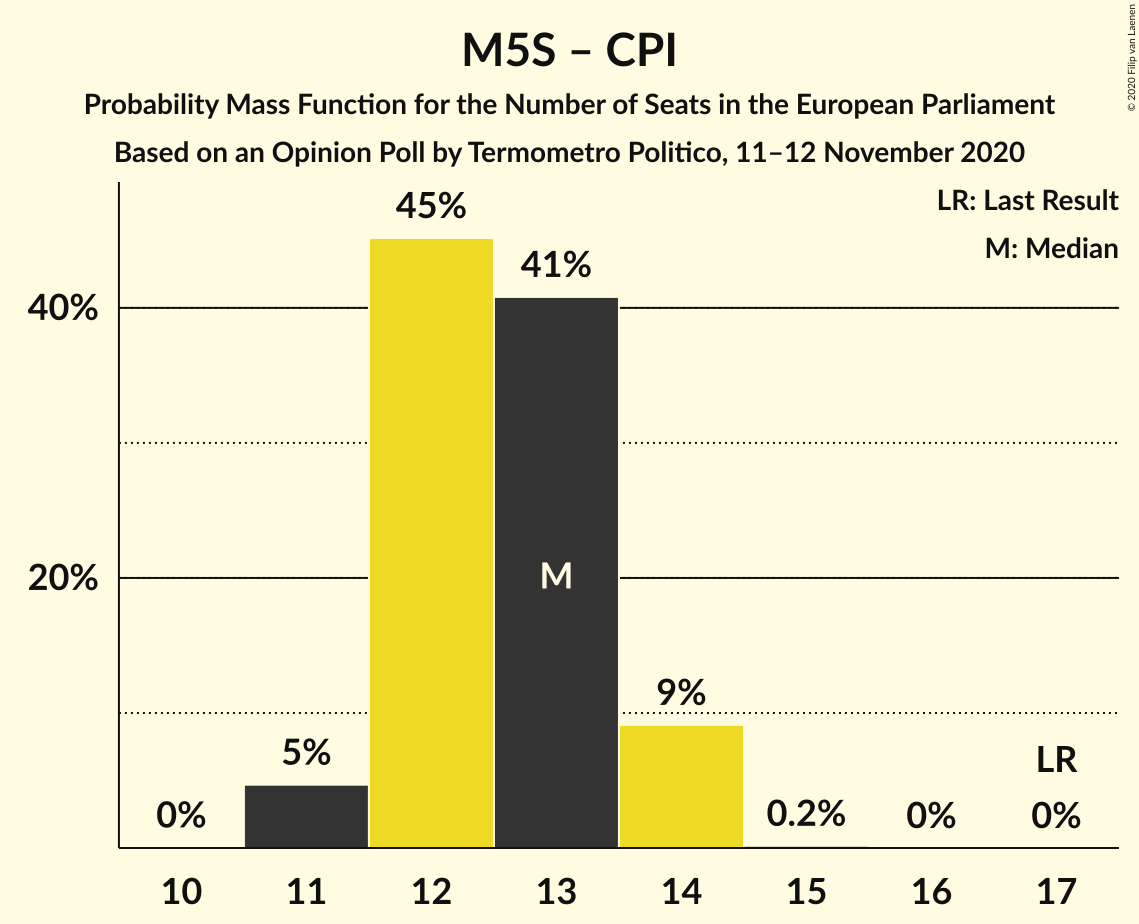 M5S – CPI
Probability Mass Function for the Number of Seats in the European Parliament
Based on an Opinion Poll by Termometro Politico, 11–12 November 2020
© 2020 Filip van Laenen
LR: Last Result
M: Median
45%
41%
40%
20%
M
9%
5%
LR
0%
0.2%
0%
0%
10 11 12 13 14 15 16 17